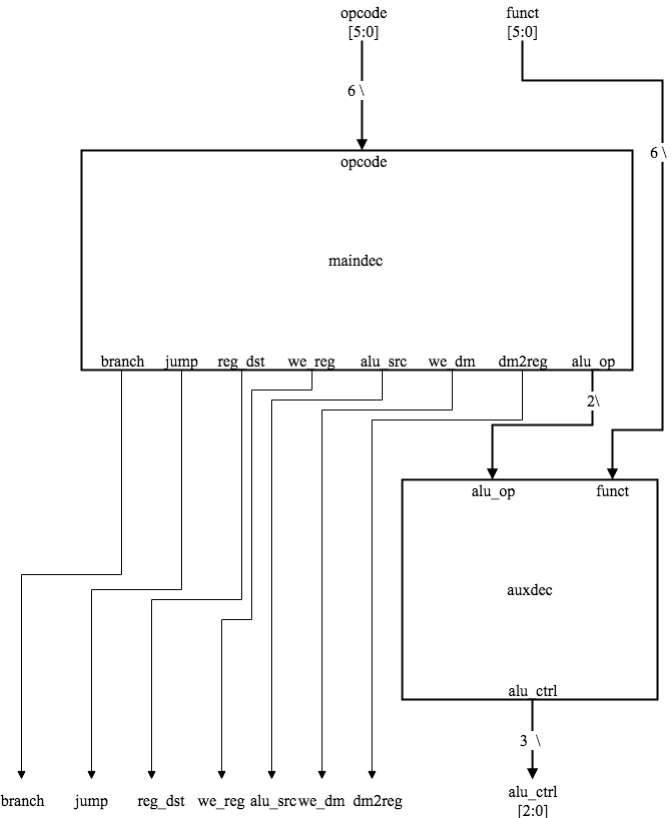 opcode
[5:0]
funct
[5:0]
6 \
6 \
opcode
maindec
branch jump reg_dst we_reg alu_src we_dm dm2reg alu_op
2\
alu_op funct
auxdec
alu_ctrl
3 \
branch jump reg_dst we_reg alu_src we_dm dm2reg
alu_ctrl
[2:0]